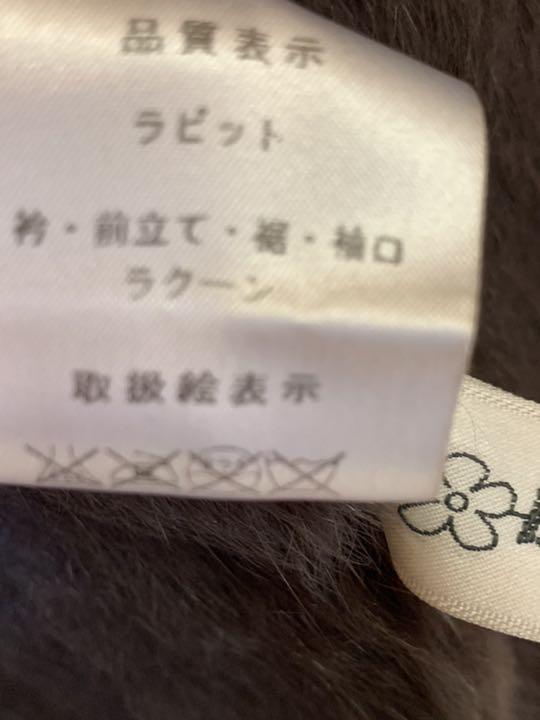 品質表示
ラビット
衿・前立て・裾・袖口
ラクーン
取扱絵表示